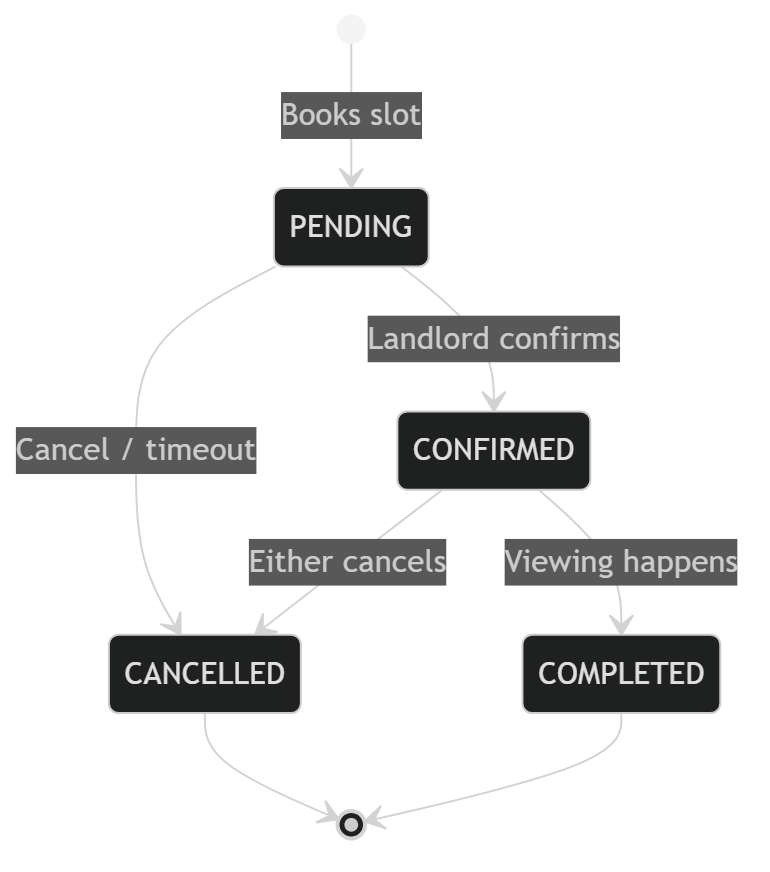 Books slot
PENDING
Landlord confirms
Cancel / timeout
CONFIRMED
Either cancels
Viewing happens
CANCELLED
COMPLETED